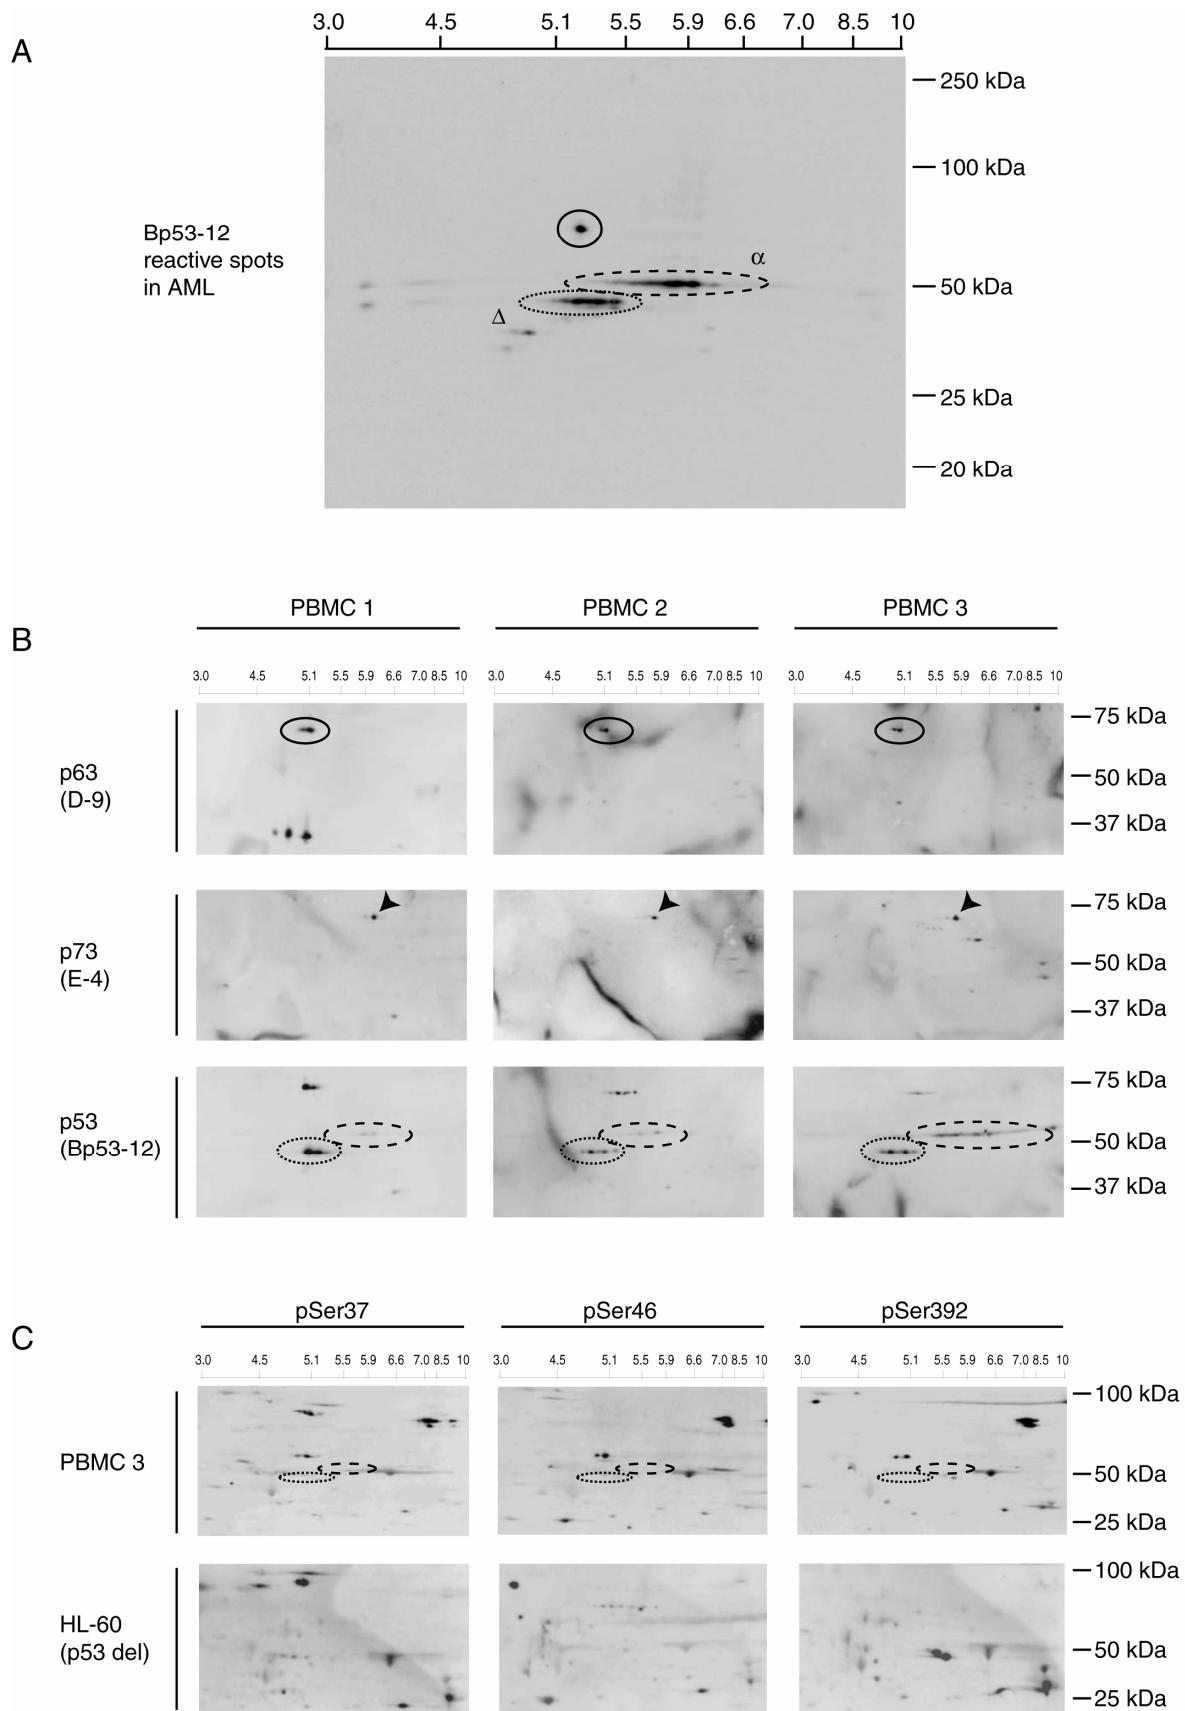 A
3.0 4.5 5.1 5.5 5.9 6.6 7.0 8.5 10
250 kDa
100 kDa
Bp53-12
reactive spots
in AML
α
50 kDa
Δ
25 kDa
20 kDa
B
PBMC 1 PBMC 2 PBMC 3
3.0 4.5 5.1 5.5 5.9 6.6 7.0 8.5 10 3.0 4.5 5.1 5.5 5.9 6.6 7.0 8.5 10 3.0 4.5 5.1 5.5 5.9 6.6 7.0 8.5 10
p63
(D-9)
75 kDa
50 kDa
37 kDa
p73
(E-4)
75 kDa
50 kDa
37 kDa
p53
(Bp53-12)
75 kDa
50 kDa
37 kDa
C
pSer37 pSer46 pSer392
3.0 4.5 5.1 5.5 5.9 6.6 7.0 8.5 10 3.0 4.5 5.1 5.5 5.9 6.6 7.0 8.5 10 3.0 4.5 5.1 5.5 5.9 6.6 7.0 8.5 10
PBMC 3
100 kDa
50 kDa
25 kDa
HL-60
(p53 del)
100 kDa
50 kDa
25 kDa